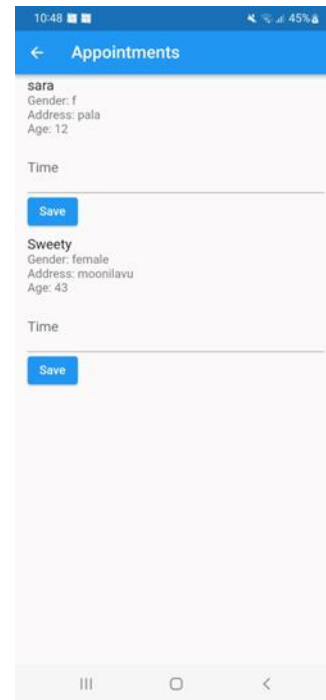 10:48 45%
Appointments
sara
Gender: f
Address: pala
Age: 12
Time
Save
Sweety
Gender: female
Address: moonilavu
Age: 43
Time
Save